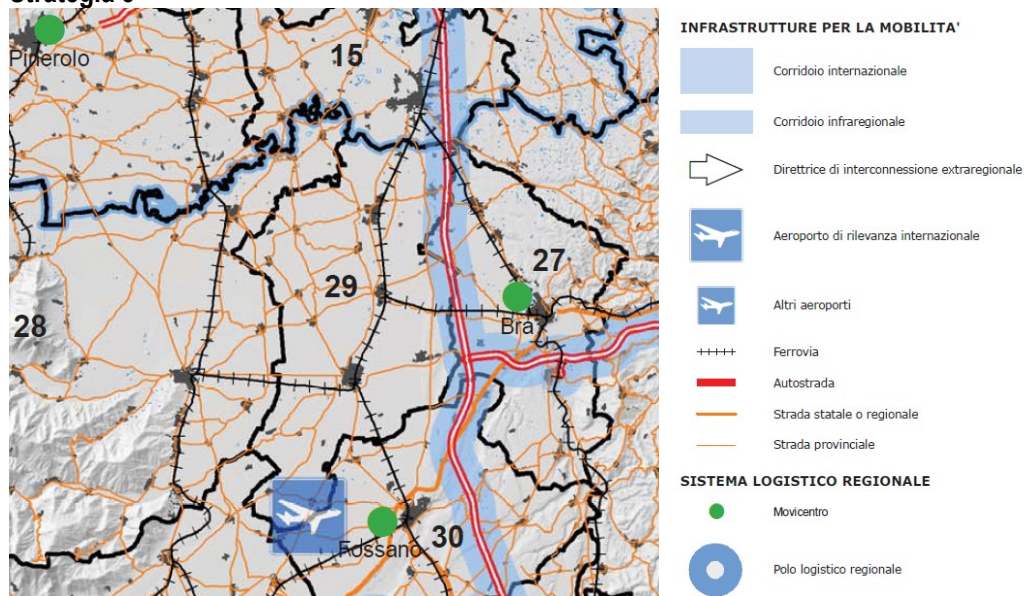 Pinerolo
15
27
29
Bra
28
Fossano
30
INFRASTRUTTURE PER LA MOBILITA'
Corridoio internazionale
Corridoio infraregionale
Direttrice di interconnessione extraregionale
Aeroporto di rilevanza internazionale
Altri aeroporti
Ferrovia
Autostrada
Strada statale o regionale
Strada provinciale
SISTEMA LOGISTICO REGIONALE
Movicentro
Polo logistico regionale